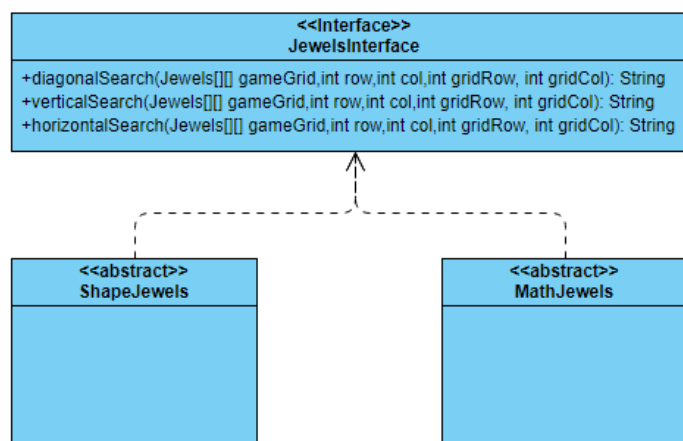 <<Interface>>
JewelsInterface
+diagonalSearch(Jewels[][] gameGrid,int row,int col,int gridRow, int gridCol): String
+verticalSearch(Jewels[][] gameGrid,int row,int col,int gridRow, int gridCol): String
+horizontalSearch(Jewels[][] gameGrid,int row,int col,int gridRow, int gridCol): String
<<abstract>>
ShapeJewels
<<abstract>>
MathJewels